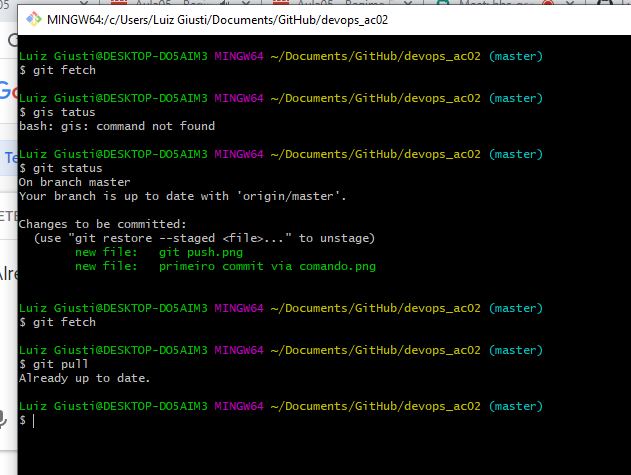 MINGW64:/c/Users/Luiz Giusti/Documents/GitHub/devops_ac02
Luiz Giusti@DESKTOP-DO5AIM3 MINGW64 ~/Documents/GitHub/devops_ac02 (master)
$ git fetch
Luiz Giusti@DESKTOP-DO5AIM3 MINGW64 ~/Documents/GitHub/devops_ac02 (master)
$ gis tatus
bash: gis: command not found
Luiz Giusti@DESKTOP-DO5AIM3 MINGW64 ~/Documents/GitHub/devops_ac02 (master)
$ git status
On branch master
Your branch is up to date with 'origin/master'.
Changes to be committed:
(use "git restore --staged <file>..." to unstage)
new file:   git push.png
new file:   primeiro commit via comando.png
Luiz Giusti@DESKTOP-DO5AIM3 MINGW64 ~/Documents/GitHub/devops_ac02 (master)
$ git fetch
Luiz Giusti@DESKTOP-DO5AIM3 MINGW64 ~/Documents/GitHub/devops_ac02 (master)
$ git pull
Already up to date.
Luiz Giusti@DESKTOP-DO5AIM3 MINGW64 ~/Documents/GitHub/devops_ac02 (master)
$